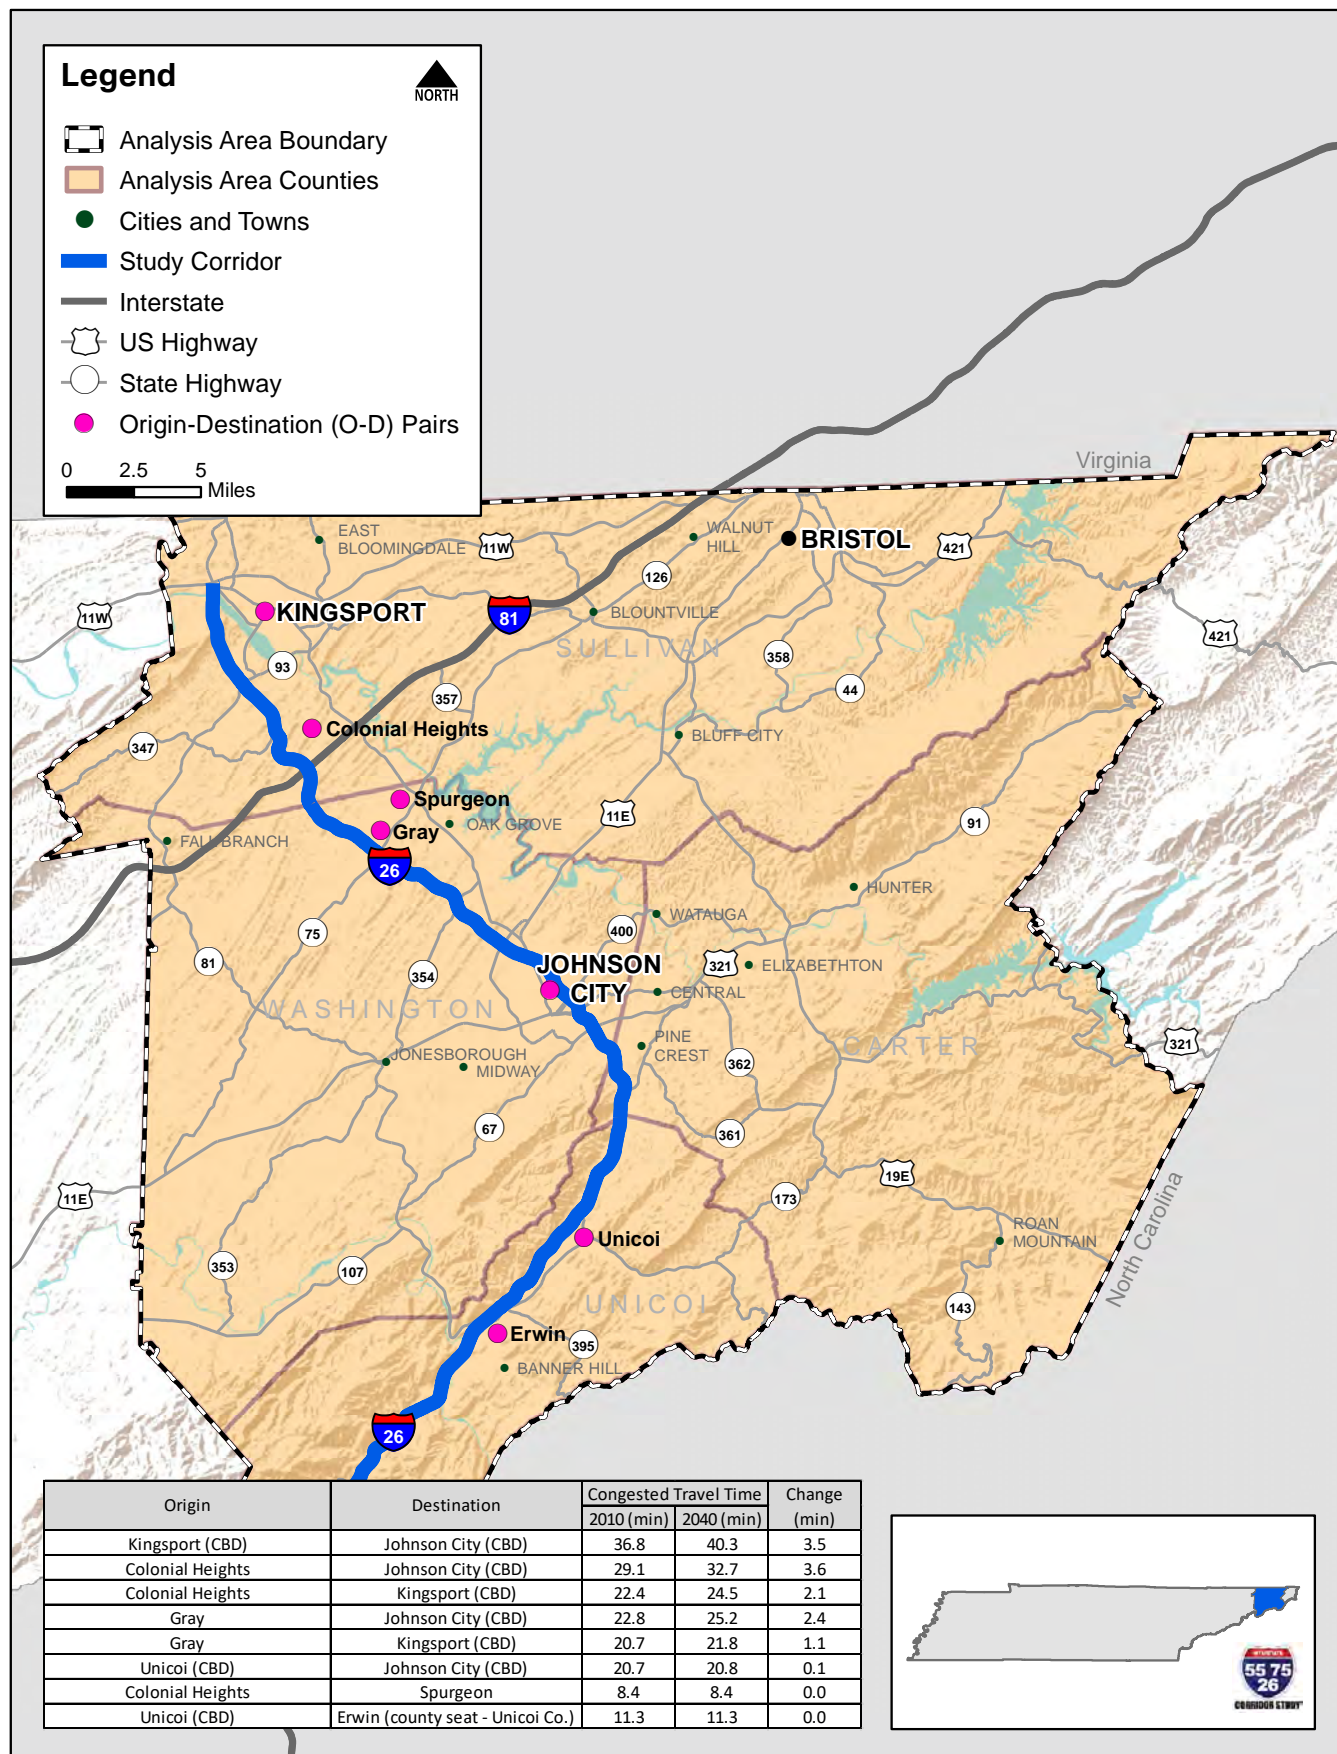 Legend
NORTH
Analysis Area Boundary
Analysis Area Counties
Cities and Towns
Study Corridor
Interstate
US Highway
State Highway
Origin-Destination (O-D) Pairs
0 2.5 5
Miles
Virginia
EAST
BLOOMINGDALE
11W
WALNUT
HILL
BRISTOL
421
126
11W
KINGSPORT
81
BLOUNTVILLE
421
SULLIVAN
93
358
357
44
Colonial Heights
BLUFF CITY
347
Spurgeon
11E
OAK GROVE
91
Gray
FALL BRANCH
26
HUNTER
WATAUGA
75
400
81
354
JOHNSON
CITY
321
ELIZABETHTON
CENTRAL
WASHINGTON
PINE
CREST
CARTER
321
JONESBOROUGH
MIDWAY
362
67
361
11E
19E
173
North Carolina
Unicoi
ROAN
MOUNTAIN
353
107
UNICOI
143
Erwin
395
BANNER HILL
26
Origin Destination Congested Travel Time Change
2010 (min) 2040 (min) (min)
Kingsport (CBD) Johnson City (CBD) 36.8 40.3 3.5
Colonial Heights Johnson City (CBD) 29.1 32.7 3.6
Colonial Heights Kingsport (CBD) 22.4 24.5 2.1
Gray Johnson City (CBD) 22.8 25.2 2.4
Gray Kingsport (CBD) 20.7 21.8 1.1
Unicoi (CBD) Johnson City (CBD) 20.7 20.8 0.1
Colonial Heights Spurgeon 8.4 8.4 0.0
Unicoi (CBD) Erwin (county seat - Unicoi Co.) 11.3 11.3 0.0
INTERSTATE
55 75
26
CORRIDOR STUDY